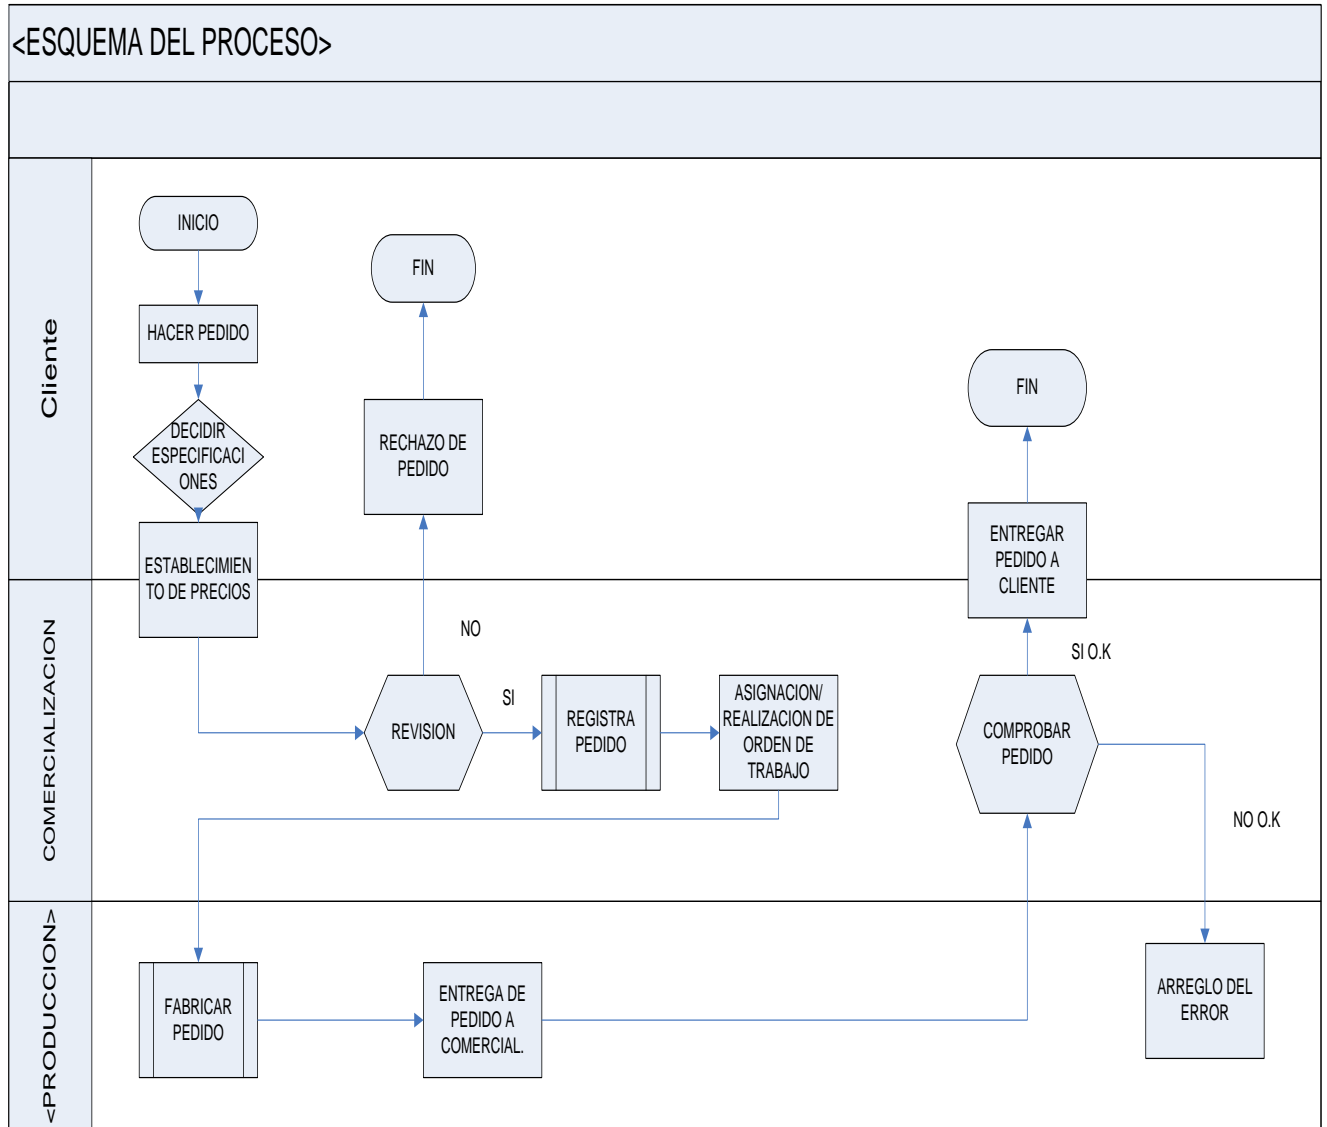 <ESQUEMA DEL PROCESO>
Cliente
INICIO
HACER PEDIDO
DECIDIR
ESPECIFICACI
ONES
ESTABLECIMIEN
TO DE PRECIOS
FIN
RECHAZO DE
PEDIDO
FIN
ENTREGAR
PEDIDO A
CLIENTE
COMERCIALIZACION
NO
SI
REVISION
REGISTRA
PEDIDO
ASIGNACION/
REALIZACION DE
ORDEN DE
TRABAJO
SI O.K
COMPROBAR
PEDIDO
NO O.K
<PRODUCCION>
FABRICAR
PEDIDO
ENTREGA DE
PEDIDO A
COMERCIAL.
ARREGLO DEL
ERROR